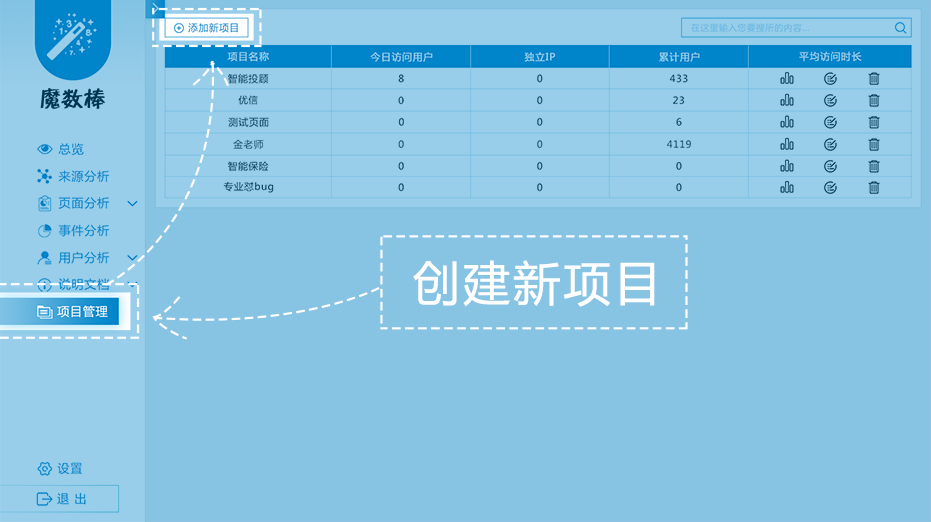 魔数棒
总览
来源分析
页面分析
事件分析
用户分析
说明文档
项目管理
设置
退 出
添加新项目
在这里输入您要搜所的内容...
项目名称 今日访问用户 独立IP 累计用户 平均访问时长
智能投顾 8 0 433
优信 0 0 23
测试页面 0 0 6
金老师 0 0 4119
智能保险 0 0 0
专业怼bug 0 0 0
创建新项目